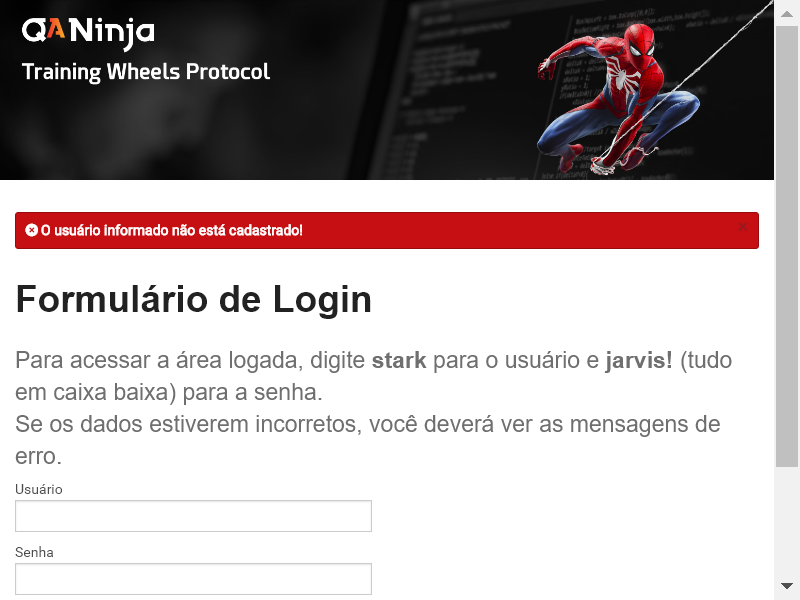 QA Ninja
Training Wheels Protocol
O usuário informado não está cadastrado!
×
Formulário de Login
Para acessar a área logada, digite stark para o usuário e jarvis! (tudo
em caixa baixa) para a senha.
Se os dados estiverem incorretos, você deverá ver as mensagens de
erro.
Usuário
Senha